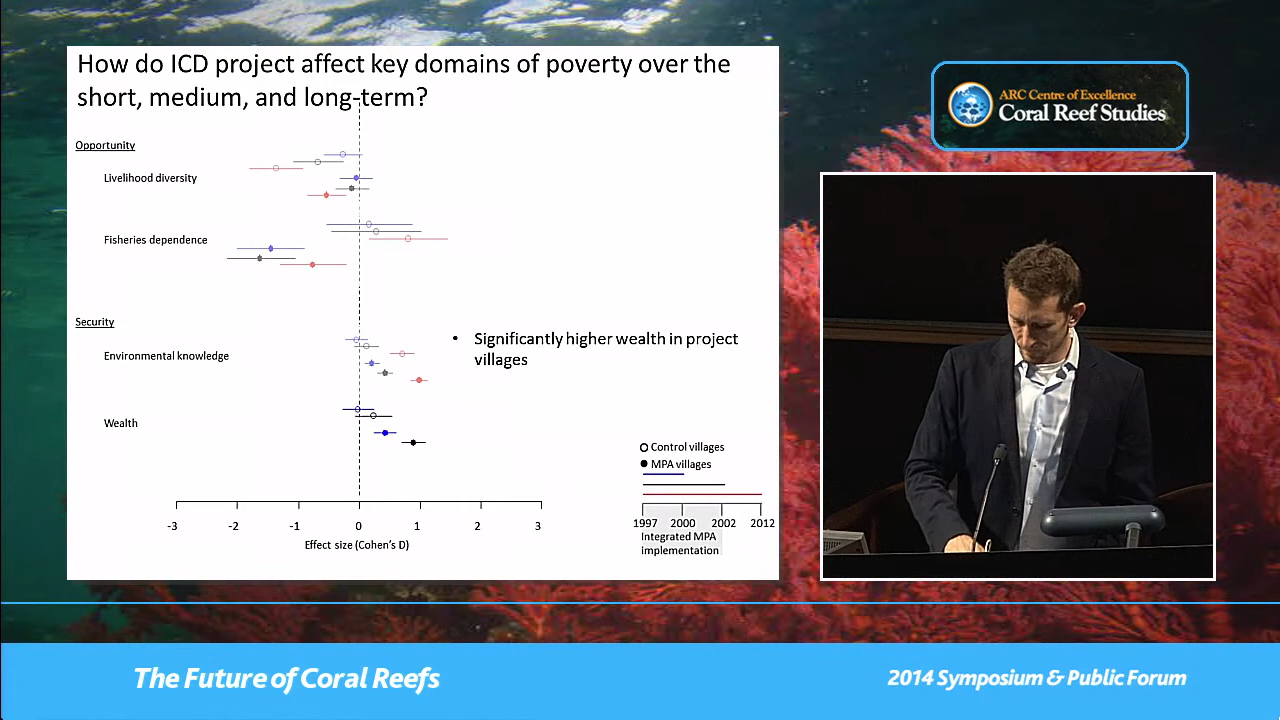 How do ICD project affect key domains of poverty over the
short, medium, and long-term?
Opportunity
Livelihood diversity
Fisheries dependence
Security
Environmental knowledge
Wealth
• Significantly higher wealth in project
villages
Control villages
MPA villages
1997 2000 2002 2012
Integrated MPA
implementation
-3 -2 -1 0 1 2 3
Effect size (Cohen's D)
ARC Centre of Excellence
Coral Reef Studies
The Future of Coral Reefs
2014 Symposium & Public Forum